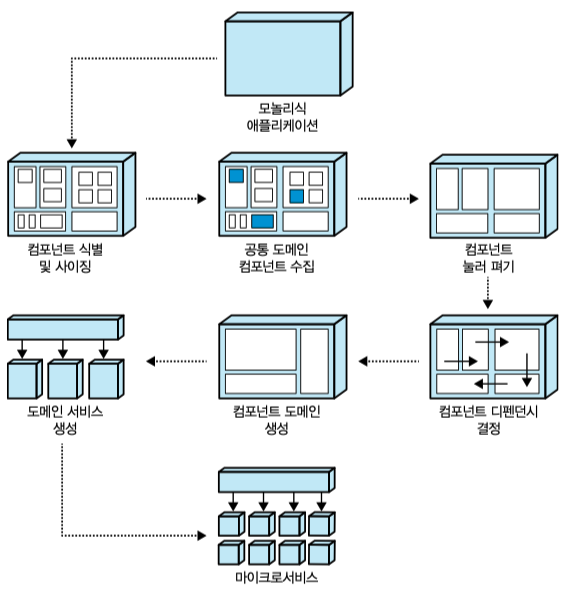 모놀리식
애플리케이션
컴포넌트 식별
및 사이징
공통 도메인
컴포넌트 수집
컴포넌트
눌러 펴기
컴포넌트 디펜던시
결정
컴포넌트 도메인
생성
도메인 서비스
생성
마이크로서비스